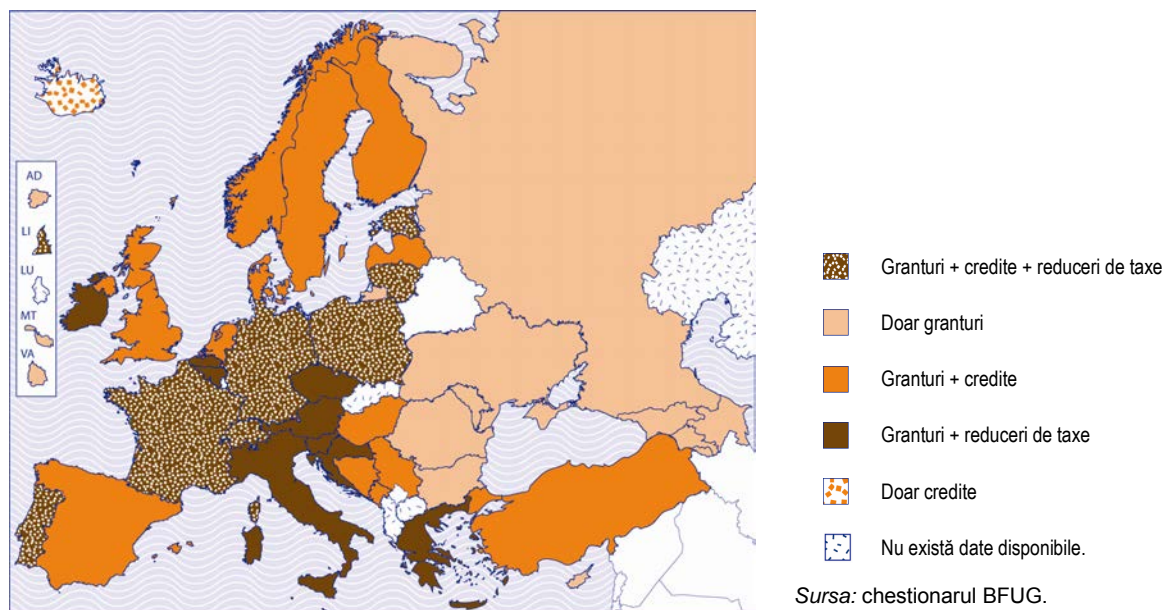 AD
LI
LU
MT
VA
Granturi + credite + reduceri de taxe
Doar granturi
Granturi + credite
Granturi + reduceri de taxe
Doar credite
Nu există date disponibile.
Sursa: chestionarul BFUG.